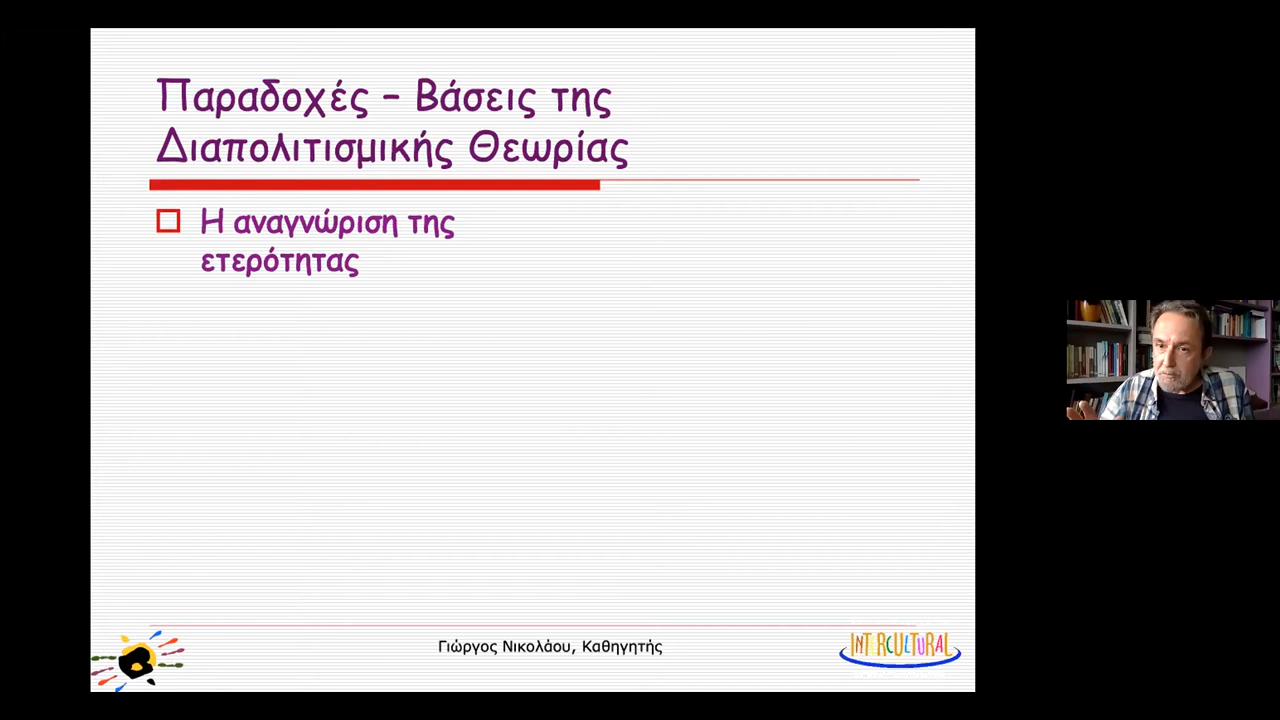 Παραδοχές – Βάσεις της
Διαπολιτισμικής Θεωρίας
Η αναγνώριση της
ετερότητας
Γιώργος Νικολάου, Καθηγητής
INTERCULTURAL